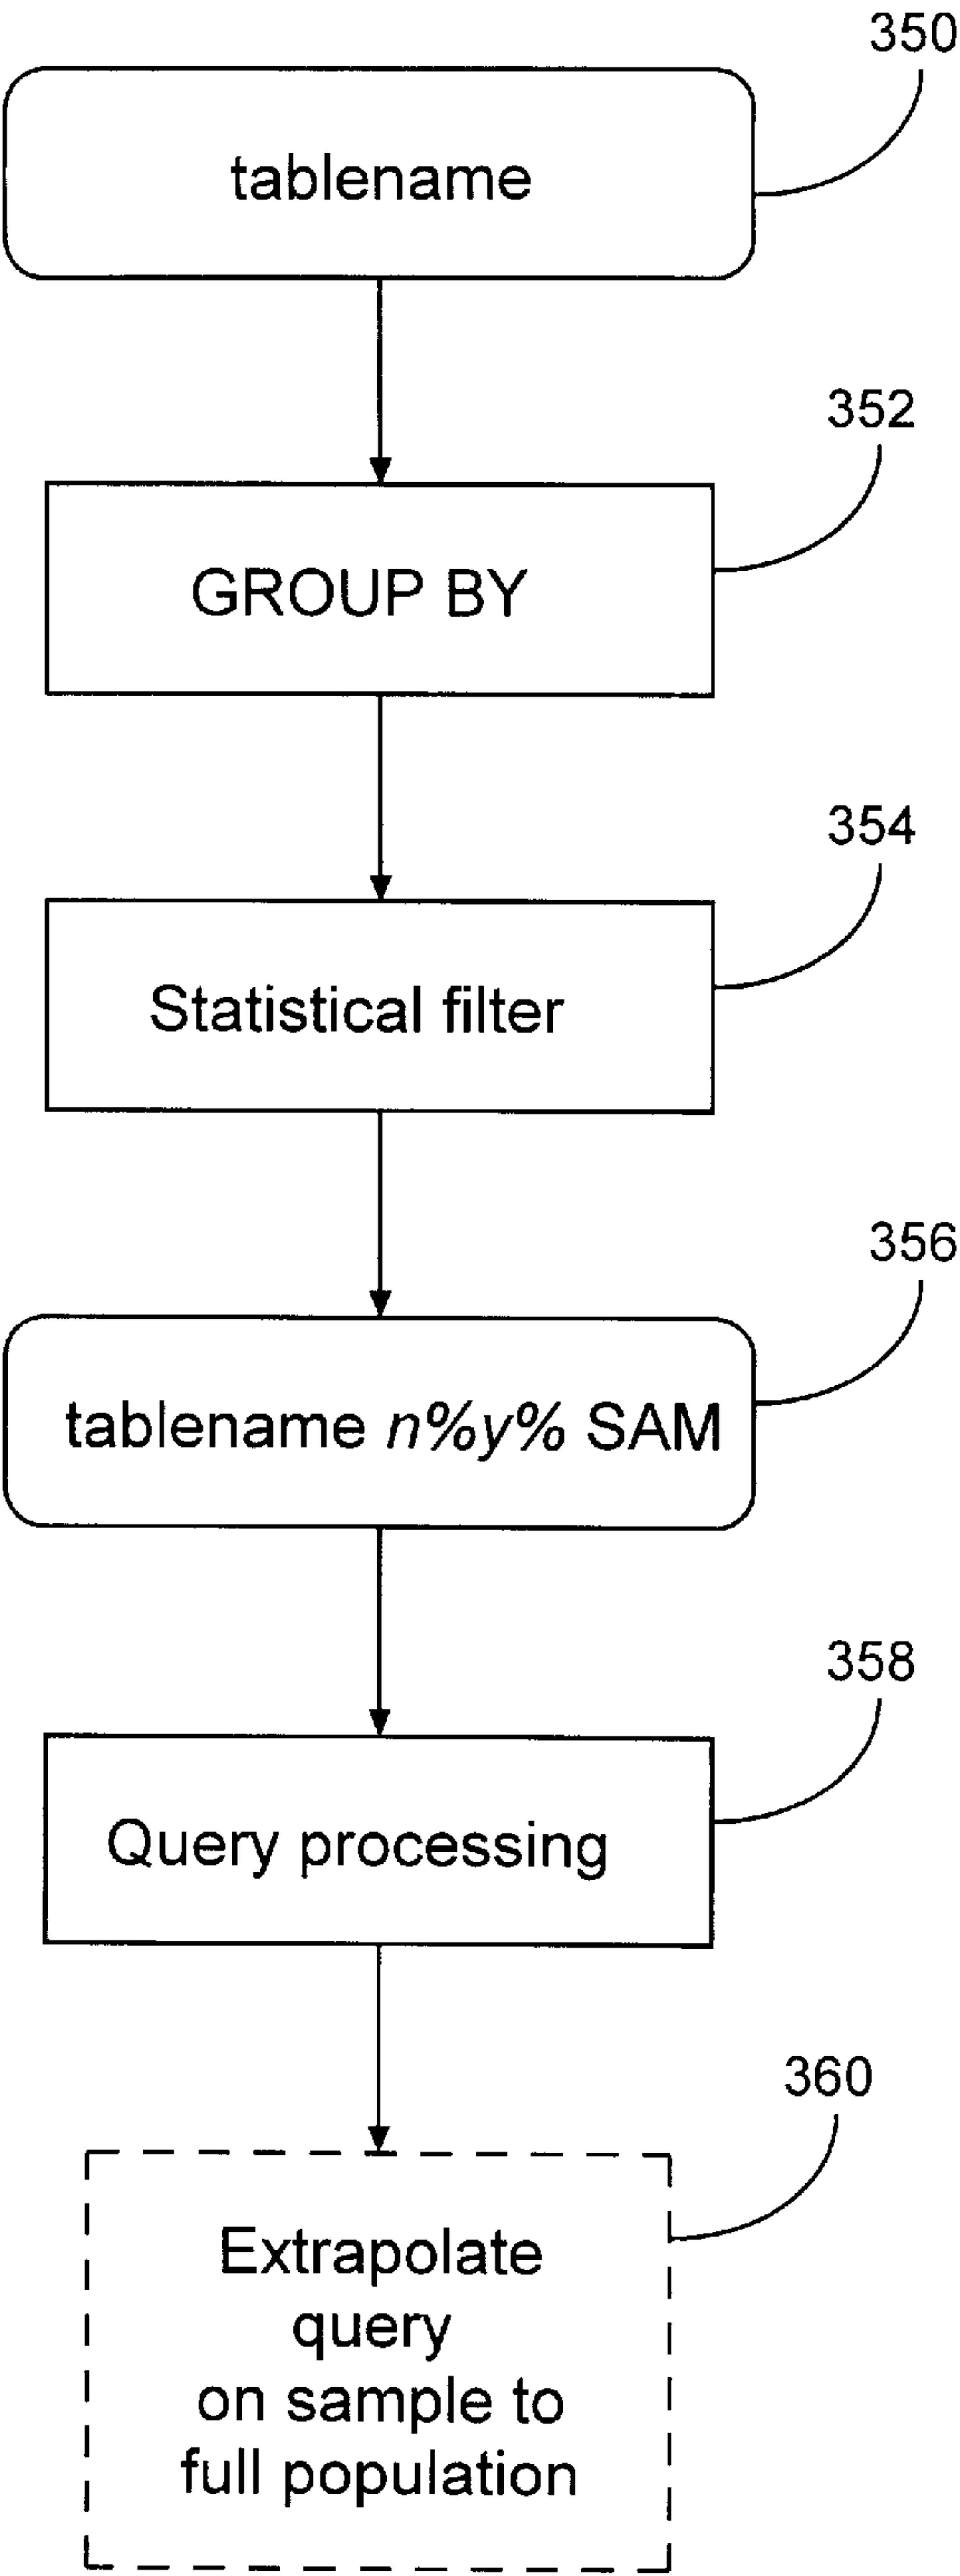 350
tablename
352
GROUP BY
354
Statistical filter
356
tablename n%y% SAM
358
Query processing
360
Extrapolate
query
on sample to
full population